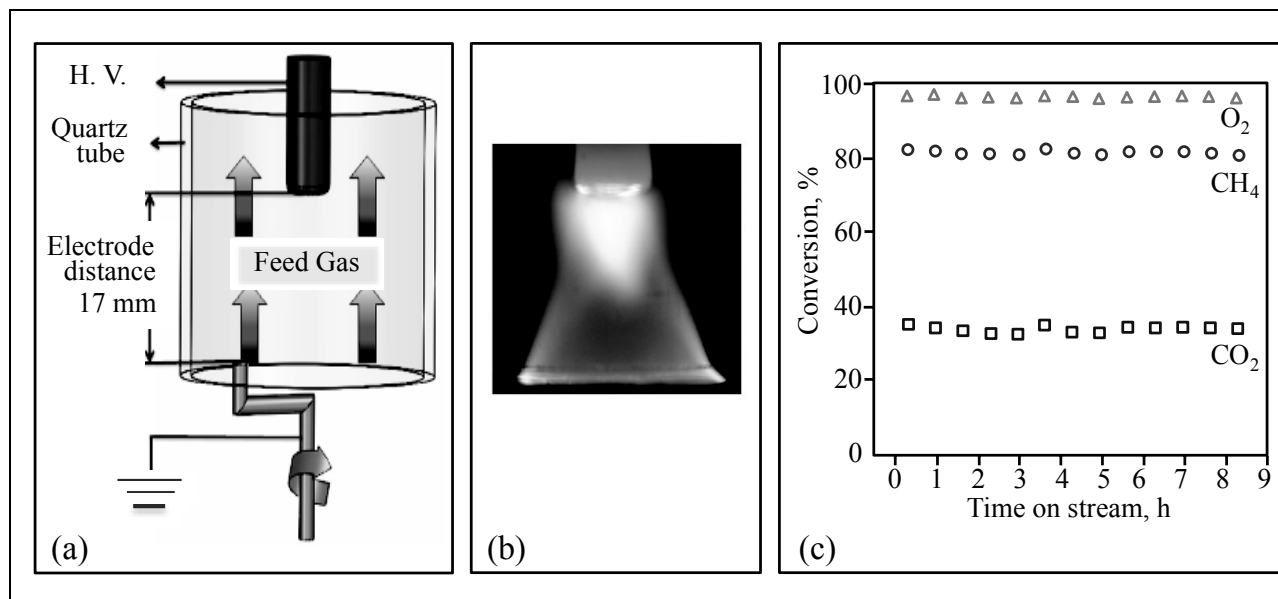 H. V.
Quartz
tube
Electrode
distance
17 mm
Feed Gas
(a)
(b)
Conversion, %
100
80
60
40
20
0
O2
CH4
CO2
0 1 2 3 4 5 6 7 8 9
Time on stream, h
(c)